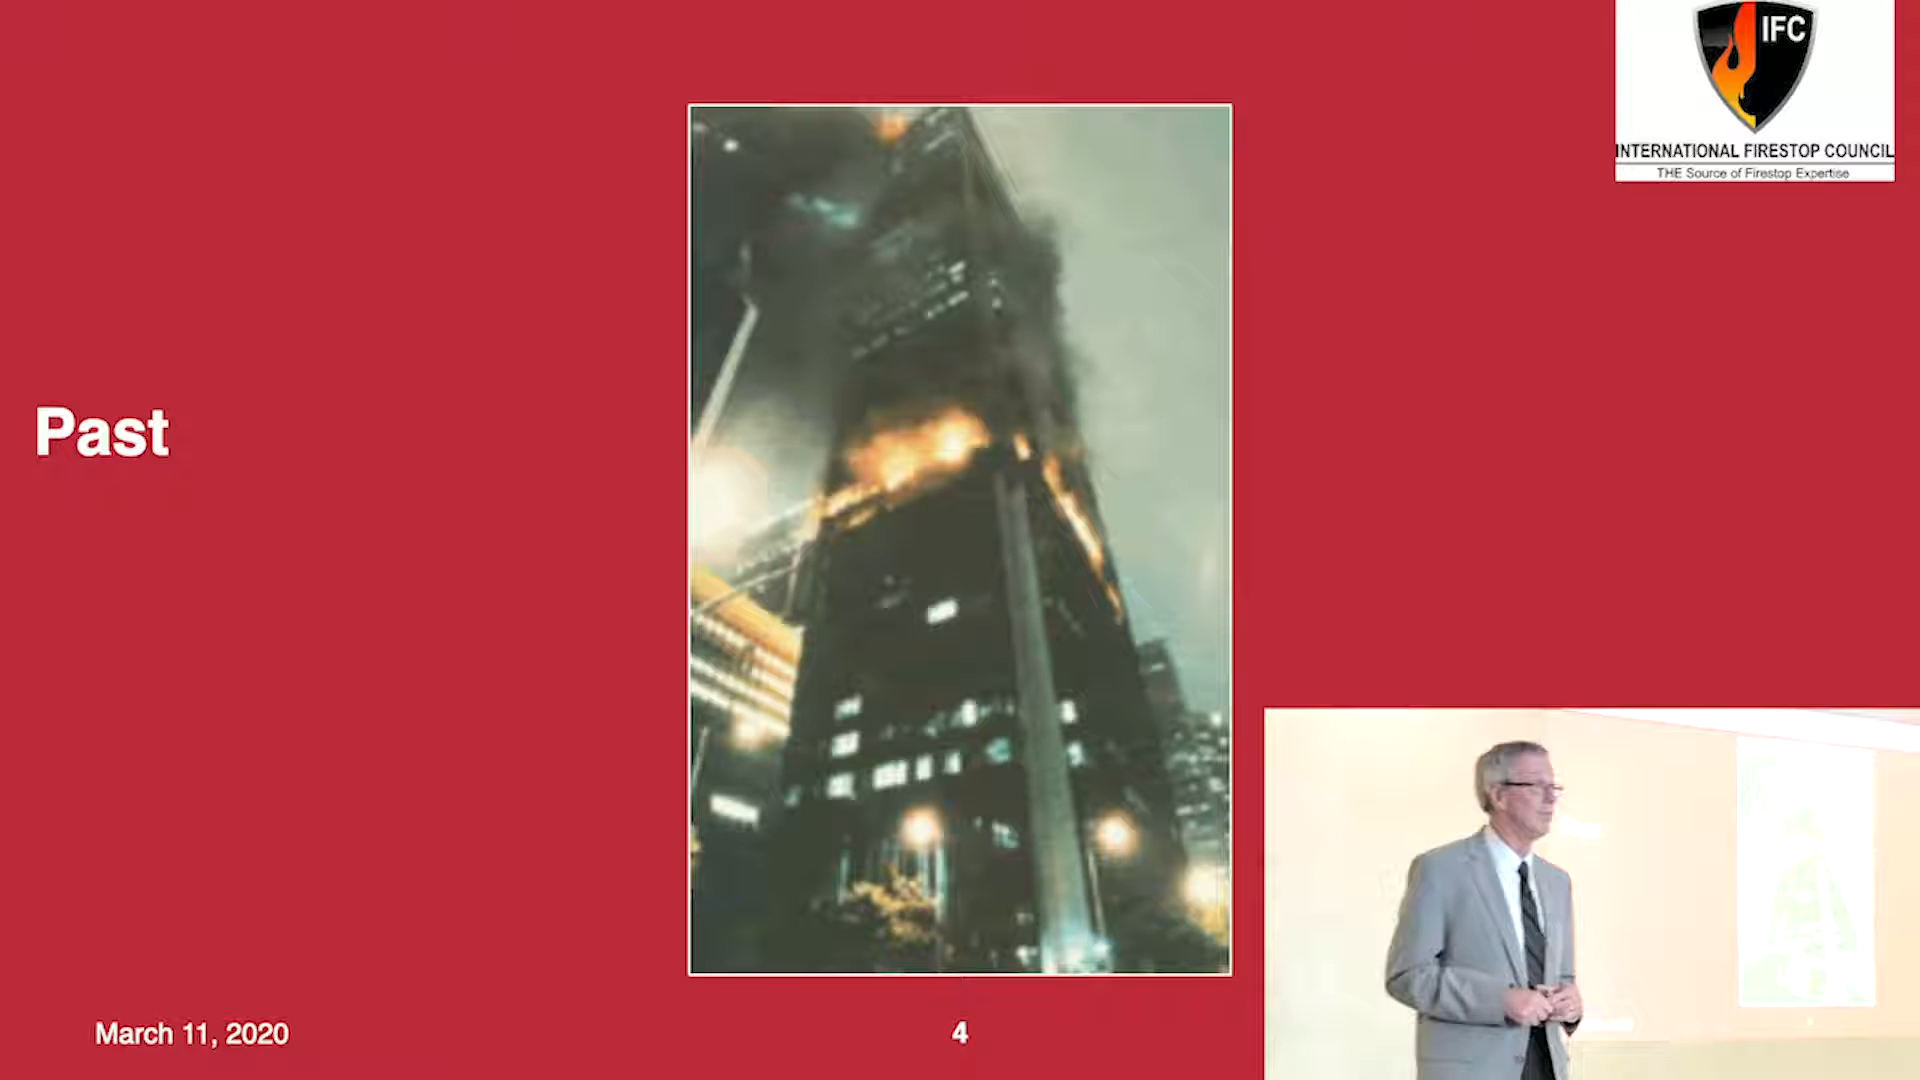 IFC
INTERNATIONAL FIRESTOP COUNCIL
THE Source of Firestop Expertise
Past
March 11, 2020
4